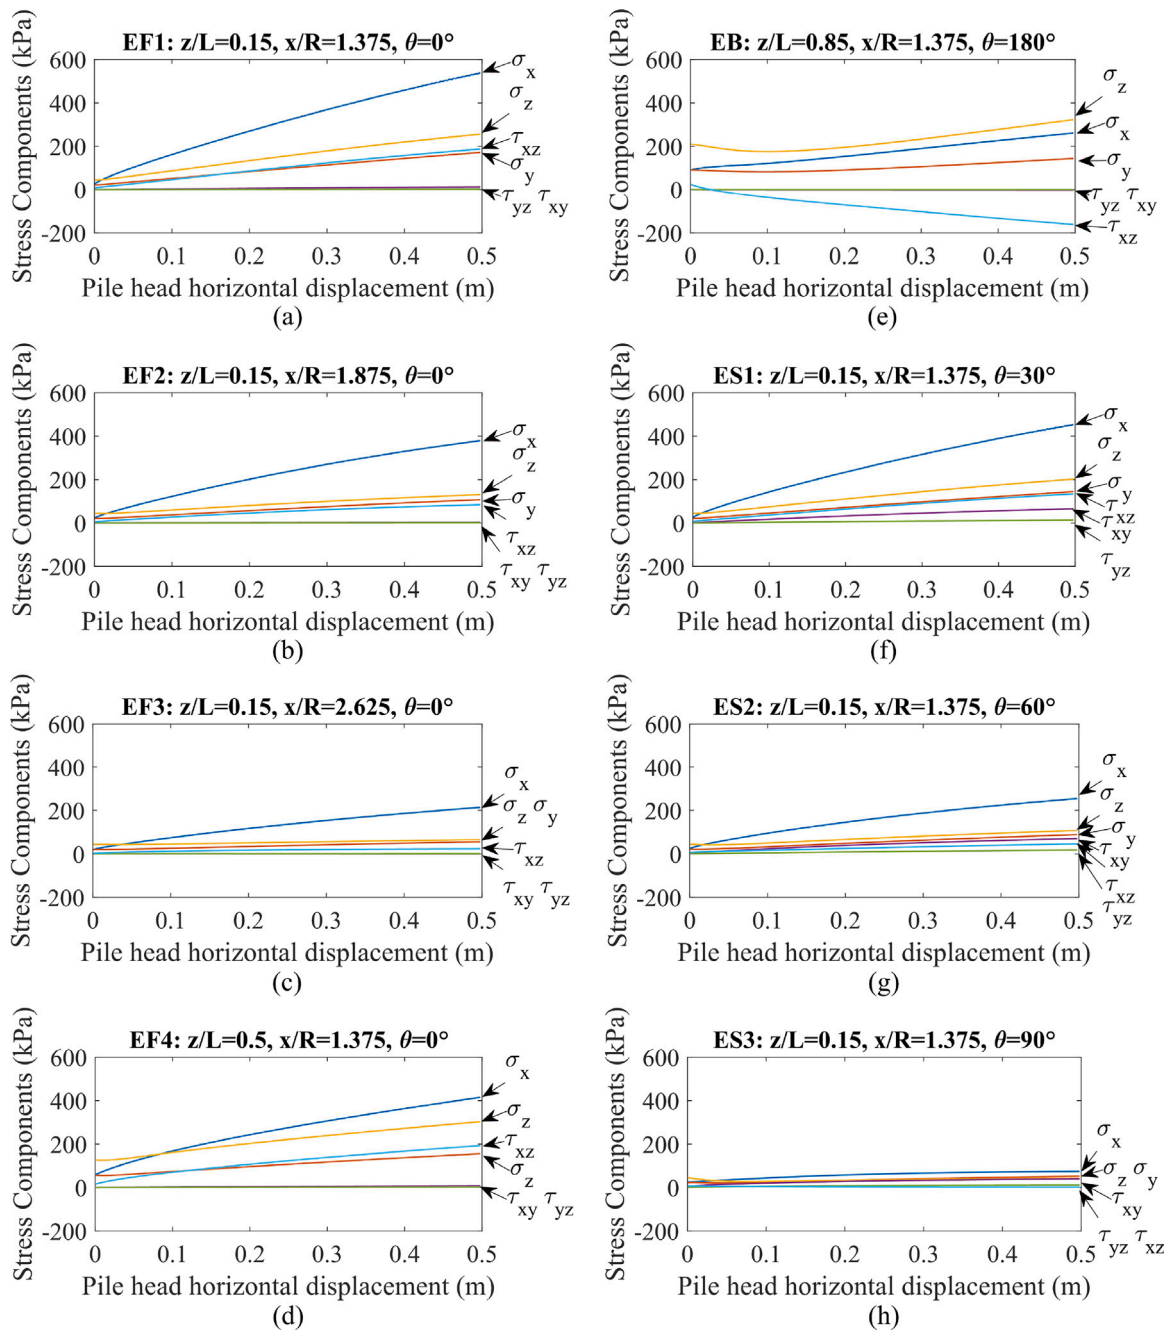 EF1: z/L=0.15, x/R=1.375, θ=0°
Stress Components (kPa)
600
400
200
0
-200
0 0.1 0.2 0.3 0.4 0.5
σx
σz
τxz
σy
τyz τxy
Pile head horizontal displacement (m)
(a)
EB: z/L=0.85, x/R=1.375, θ=180°
Stress Components (kPa)
600
400
200
0
-200
0 0.1 0.2 0.3 0.4 0.5
σz
σx
σy
τyz τxy
τxz
Pile head horizontal displacement (m)
(e)
EF2: z/L=0.15, x/R=1.875, θ=0°
Stress Components (kPa)
600
400
200
0
-200
0 0.1 0.2 0.3 0.4 0.5
σx
σz
σy
τxz
τxy τyz
Pile head horizontal displacement (m)
(b)
ES1: z/L=0.15, x/R=1.375, θ=30°
Stress Components (kPa)
600
400
200
0
-200
0 0.1 0.2 0.3 0.4 0.5
σx
σz
σy
τxz
τxy
τyz
Pile head horizontal displacement (m)
(f)
EF3: z/L=0.15, x/R=2.625, θ=0°
Stress Components (kPa)
600
400
200
0
-200
0 0.1 0.2 0.3 0.4 0.5
σx
σz σy
τxz
τxy τyz
Pile head horizontal displacement (m)
(c)
ES2: z/L=0.15, x/R=1.375, θ=60°
Stress Components (kPa)
600
400
200
0
-200
0 0.1 0.2 0.3 0.4 0.5
σx
σz
σy
τxy
τxz
τyz
Pile head horizontal displacement (m)
(g)
EF4: z/L=0.5, x/R=1.375, θ=0°
Stress Components (kPa)
600
400
200
0
-200
0 0.1 0.2 0.3 0.4 0.5
σx
σz
τxz
σz
τxy τyz
Pile head horizontal displacement (m)
(d)
ES3: z/L=0.15, x/R=1.375, θ=90°
Stress Components (kPa)
600
400
200
0
-200
0 0.1 0.2 0.3 0.4 0.5
σx
σz σy
τxy
τyz τxz
Pile head horizontal displacement (m)
(h)